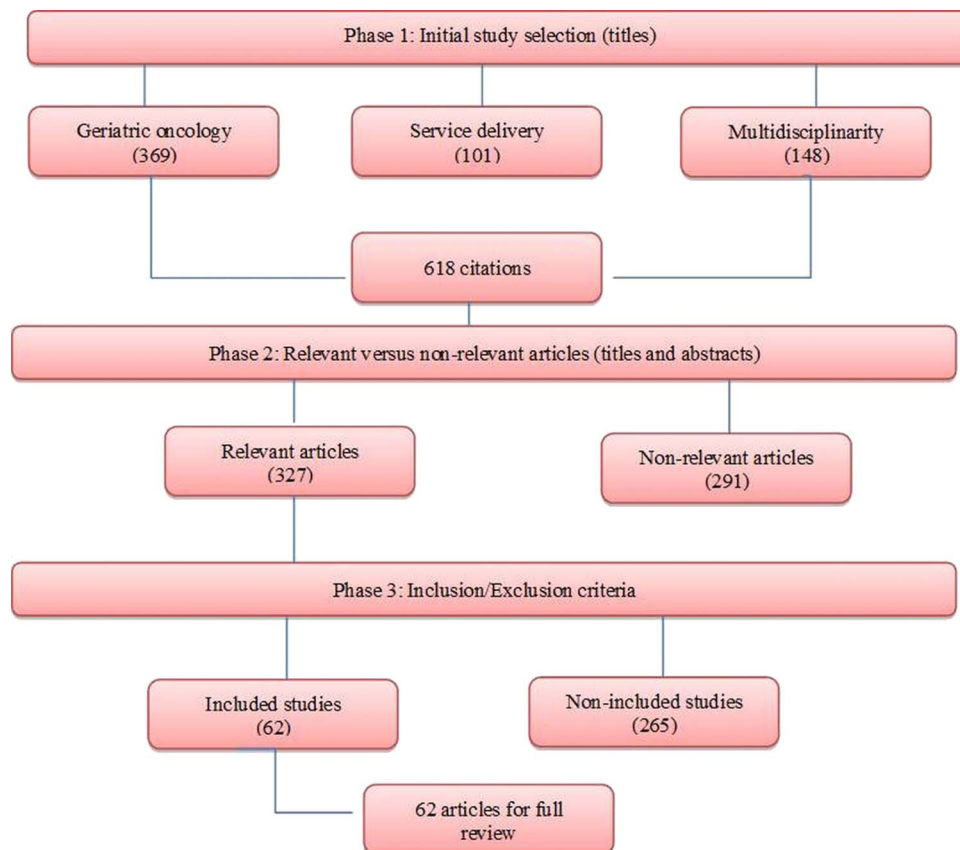 Phase 1: Initial study selection (titles)
Geriatric oncology
(369)
Service delivery
(101)
Multidisciplinarity
(148)
618 citations
Phase 2: Relevant versus non-relevant articles (titles and abstracts)
Relevant articles
(327)
Non-relevant articles
(291)
Phase 3: Inclusion/Exclusion criteria
Included studies
(62)
Non-included studies
(265)
62 articles for full
review